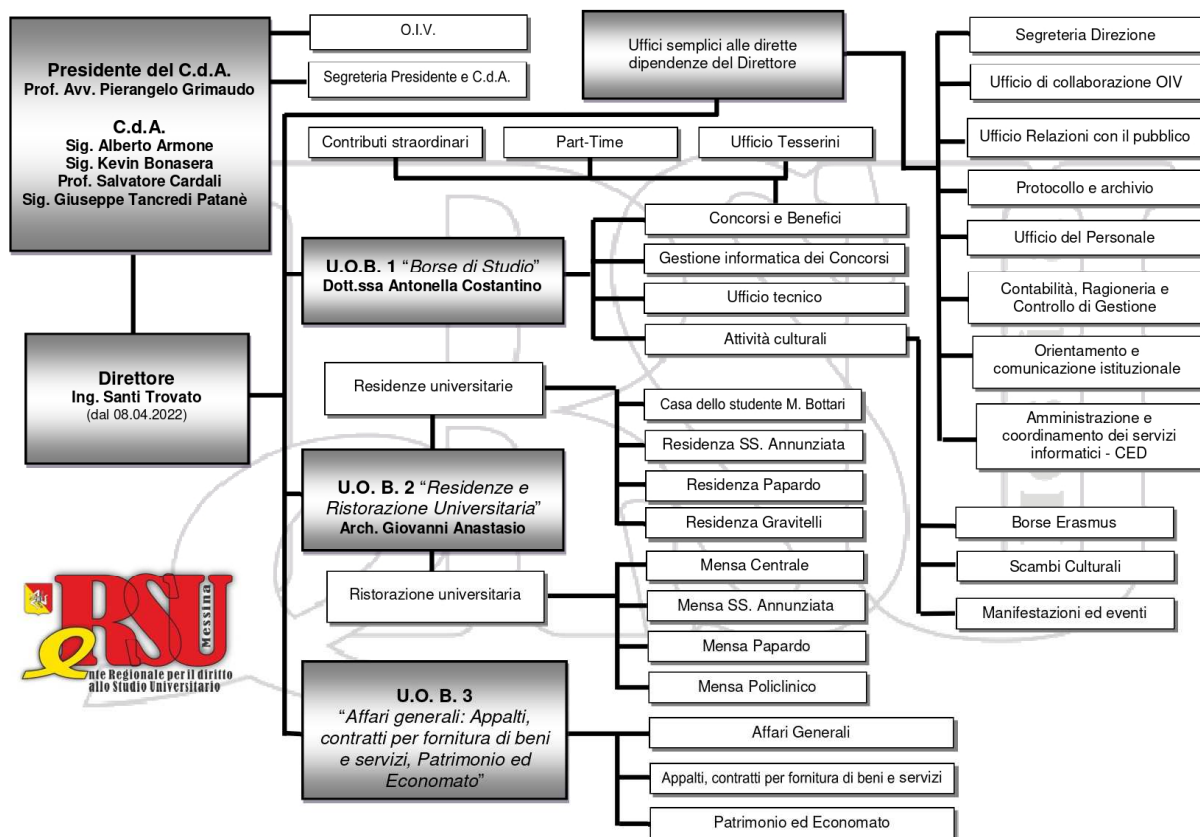 Presidente del C.d.A.
Prof. Avv. Pierangelo Grimaudo
C.d.A.
Sig. Alberto Armone
Sig. Kevin Bonasera
Prof. Salvatore Cardali
Sig. Giuseppe Tancredi Patanè
O.I.V.
Segreteria Presidente e C.d.A.
Uffici semplici alle dirette
dipendenze del Direttore
Segreteria Direzione
Ufficio di collaborazione OIV
Ufficio Relazioni con il pubblico
Protocollo e archivio
Ufficio del Personale
Contabilità, Ragioneria e
Controllo di Gestione
Orientamento e
comunicazione istituzionale
Amministrazione e
coordinamento dei servizi
informatici - CED
Contributi straordinari
Part-Time
Ufficio Tesserini
Direttore
Ing. Santi Trovato
(dal 08.04.2022)
U.O.B. 1 “Borse di Studio”
Dott.ssa Antonella Costantino
Concorsi e Benefici
Gestione informatica dei Concorsi
Ufficio tecnico
Attività culturali
Borse Erasmus
Scambi Culturali
Manifestazioni ed eventi
Residenze universitarie
U.O. B. 2 “Residenze e
Ristorazione Universitaria”
Arch. Giovanni Anastasio
Ristorazione universitaria
Casa dello studente M. Bottari
Residenza SS. Annunziata
Residenza Papardo
Residenza Gravitelli
Mensa Centrale
Mensa SS. Annunziata
Mensa Papardo
Mensa Policlinico
U.O. B. 3
“Affari generali: Appalti,
contratti per fornitura di beni
e servizi, Patrimonio ed
Economato”
Affari Generali
Appalti, contratti per fornitura di beni e servizi
Patrimonio ed Economato
eRSU
Messina
nte Regionale per il diritto
allo Studio Universitario